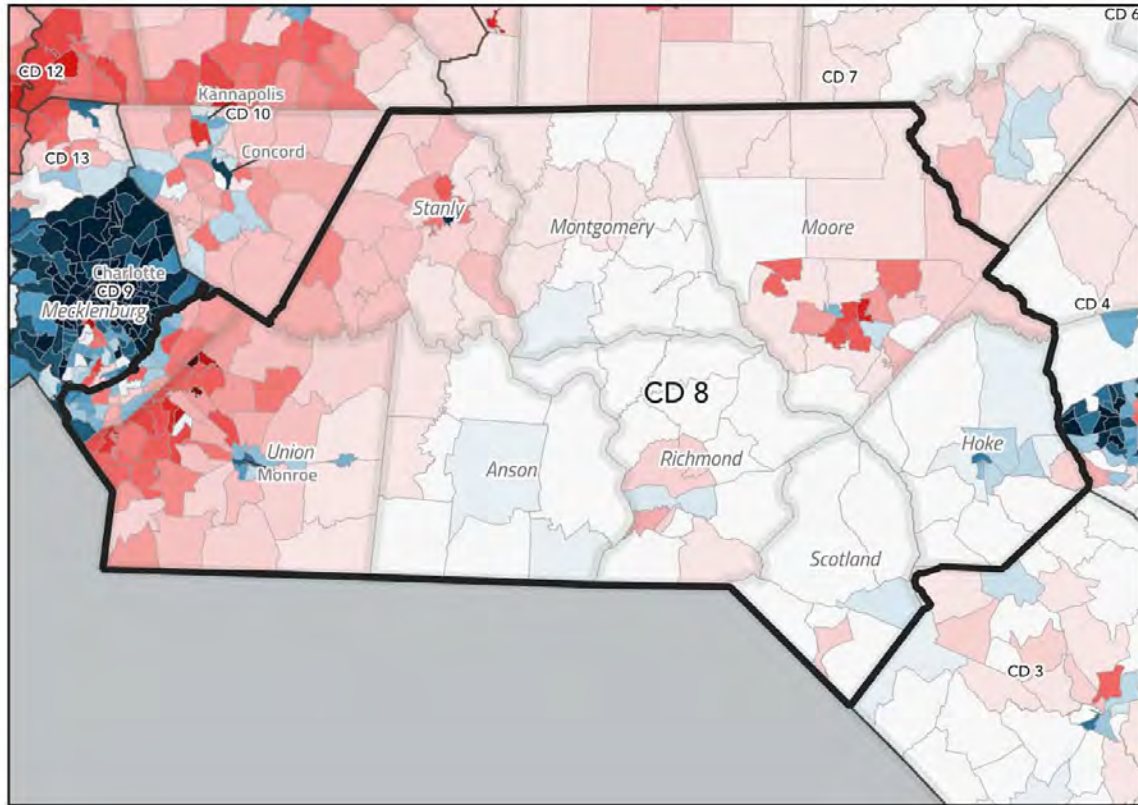 CD 6
CD 12
CD 7
Kannapolis
CD 10
CD 13
Concord
Stanly
Montgomery
Moore
Charlotte
CD 9
Mecklenburg
CD 4
CD 8
Union
Monroe
Anson
Richmond
Hoke
Scotland
CD 3